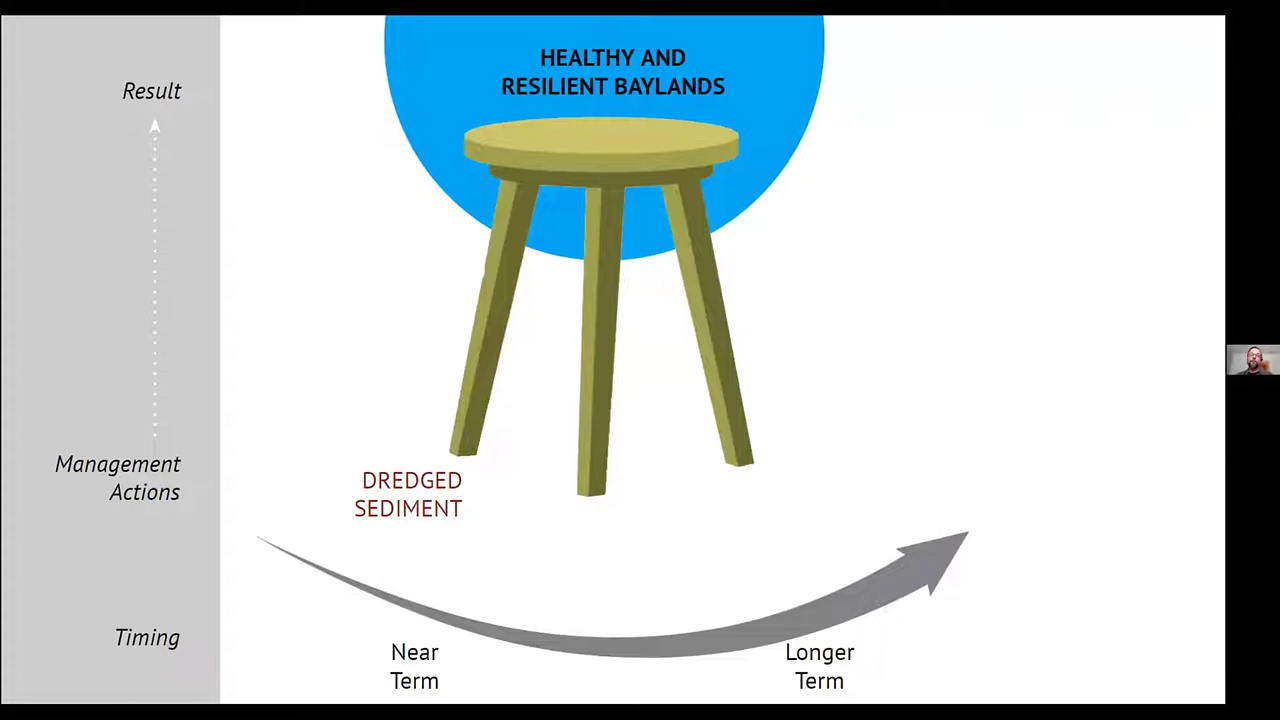 HEALTHY AND
RESILIENT BAYLANDS
Result
Management
Actions
DREDGED
SEDIMENT
Timing
Near
Term
Longer
Term